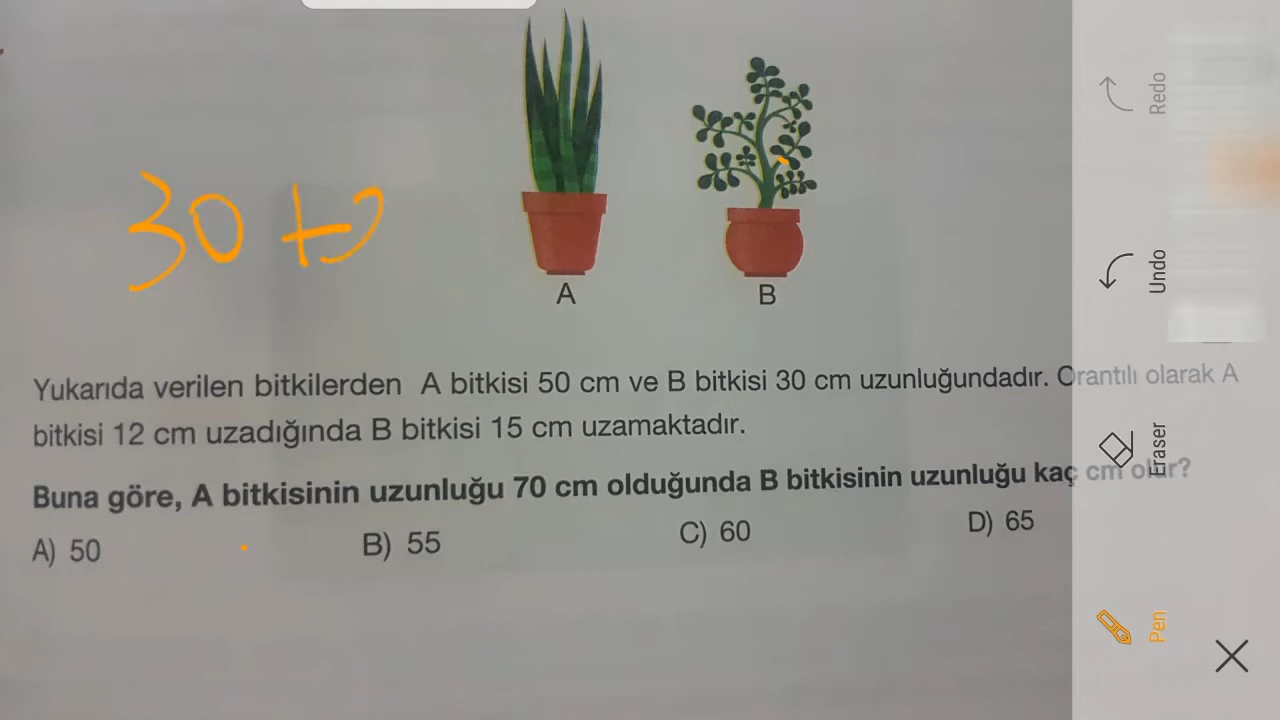 A
B
30 +
Yukarıda verilen bitkilerden A bitkisi 50 cm ve B bitkisi 30 cm uzunluğundadır. Orantılı olarak A
bitkisi 12 cm uzadığında B bitkisi 15 cm uzamaktadır.
Buna göre, A bitkisinin uzunluğu 70 cm olduğunda B bitkisinin uzunluğu kaç cm olur?
A) 50
B) 55
C) 60
D) 65
Redo
Undo
Eraser
Pen